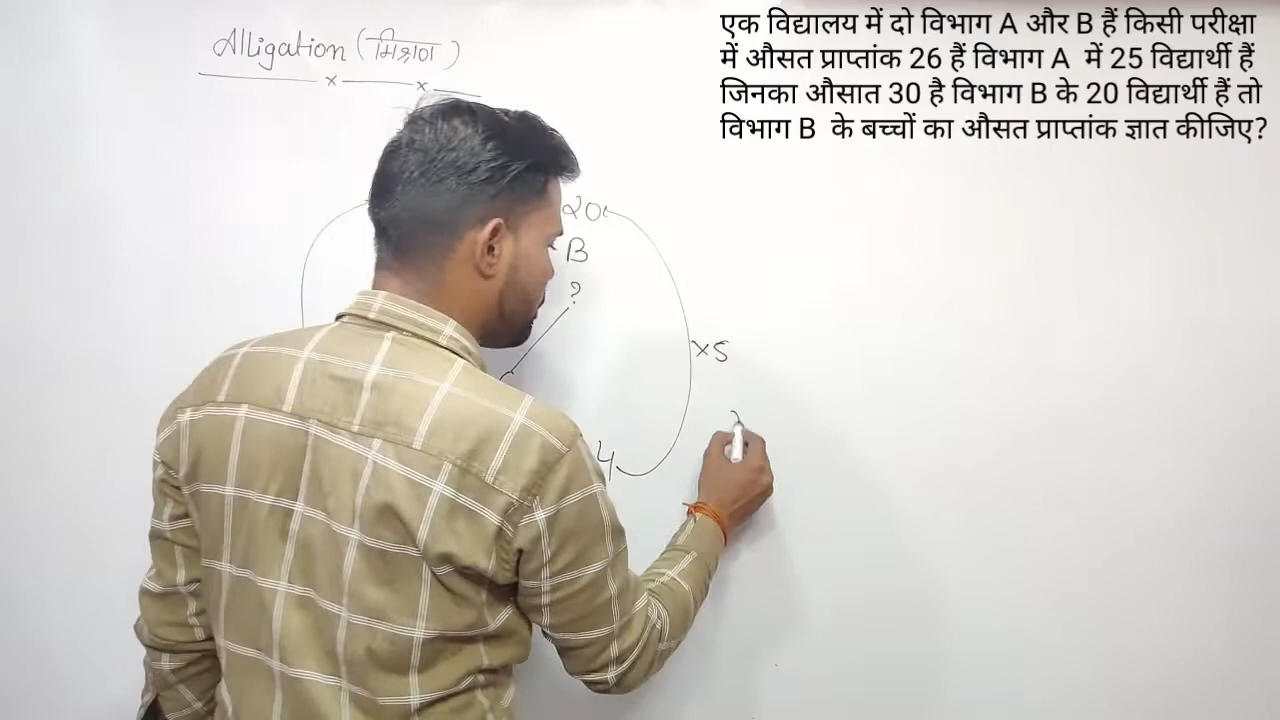 Alligation (मिश्रण)
एक विद्यालय में दो विभाग A और B हैं किसी परीक्षा
में औसत प्राप्तांक 26 हैं विभाग A में 25 विद्यार्थी हैं
जिनका औसात 30 है विभाग B के 20 विद्यार्थी हैं तो
विभाग B के बच्चों का औसत प्राप्तांक ज्ञात कीजिए?
20
B
?
×5
4